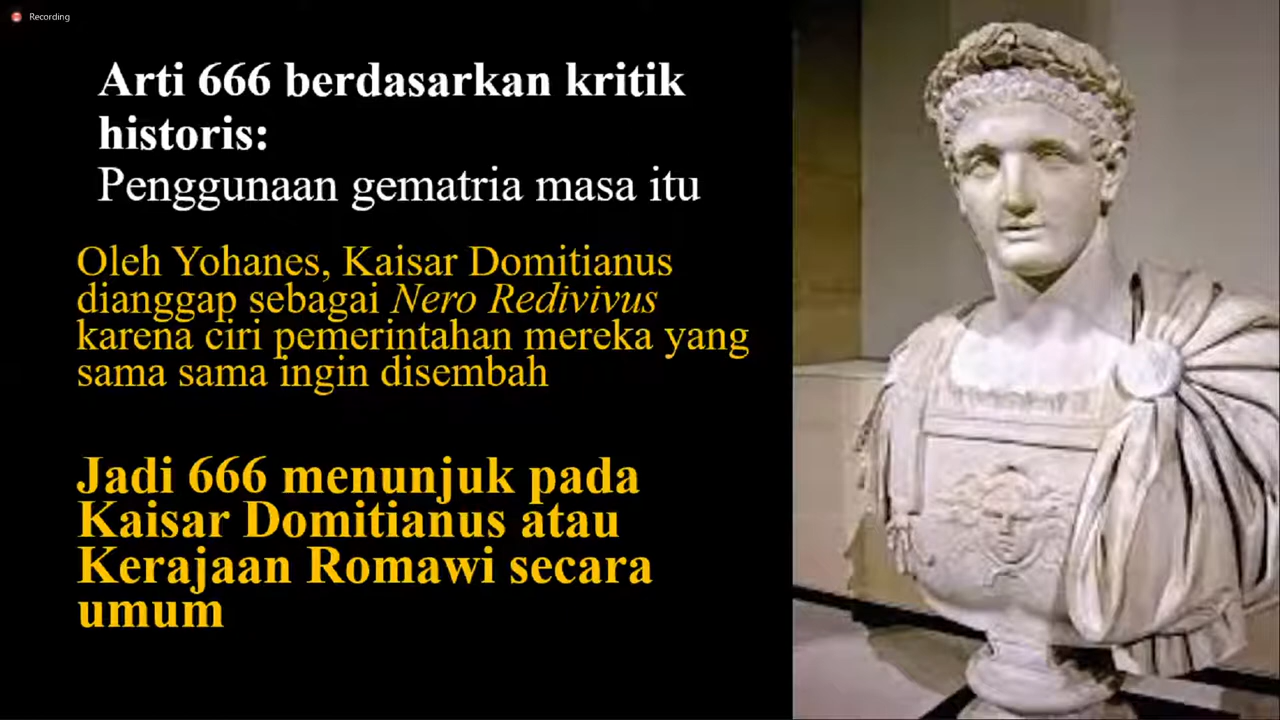 Recording
Arti 666 berdasarkan kritik
historis:
Penggunaan gematria masa itu
Oleh Yohanes, Kaisar Domitianus
dianggap sebagai Nero Redivivus
karena ciri pemerintahan mereka yang
sama sama ingin disembah
Jadi 666 menunjuk pada
Kaisar Domitianus atau
Kerajaan Romawi secara
umum